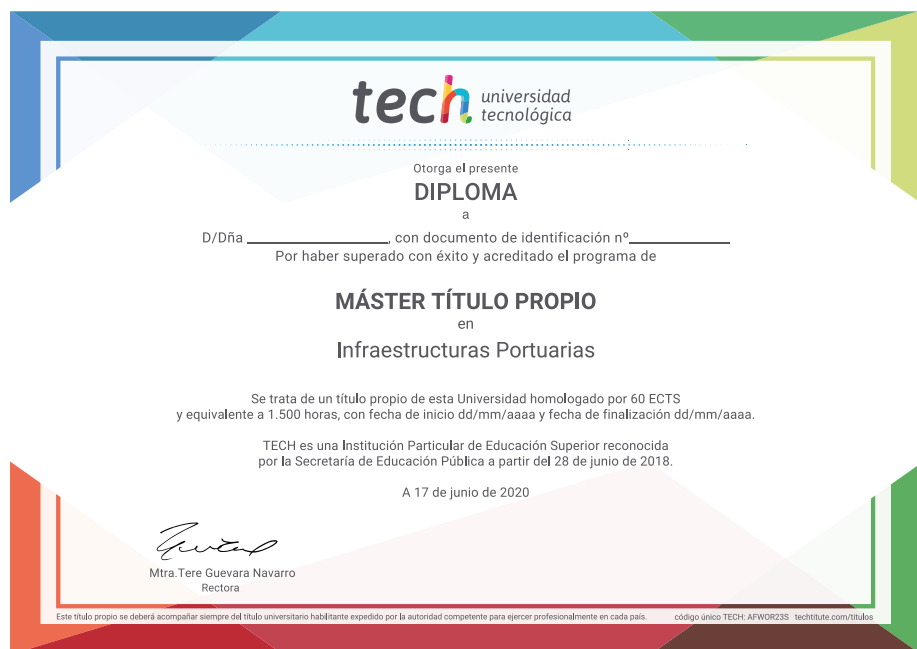 tech universidad
tecnológica
Otorga el presente
DIPLOMA
a
D/Dña ____________________, con documento de identificación nº______________
Por haber superado con éxito y acreditado el programa de
MÁSTER TÍTULO PROPIO
en
Infraestructuras Portuarias
Se trata de un título propio de esta Universidad homologado por 60 ECTS
y equivalente a 1.500 horas, con fecha de inicio dd/mm/aaaa y fecha de finalización dd/mm/aaaa.
TECH es una Institución Particular de Educación Superior reconocida
por la Secretaría de Educación Pública a partir del 28 de junio de 2018.
A 17 de junio de 2020
Mtra.Tere Guevara Navarro
Rectora
Este título propio se deberá acompañar siempre del título universitario habilitante expedido por la autoridad competente para ejercer profesionalmente en cada país. código único TECH: AFWOR23S techtitute.com/titulos